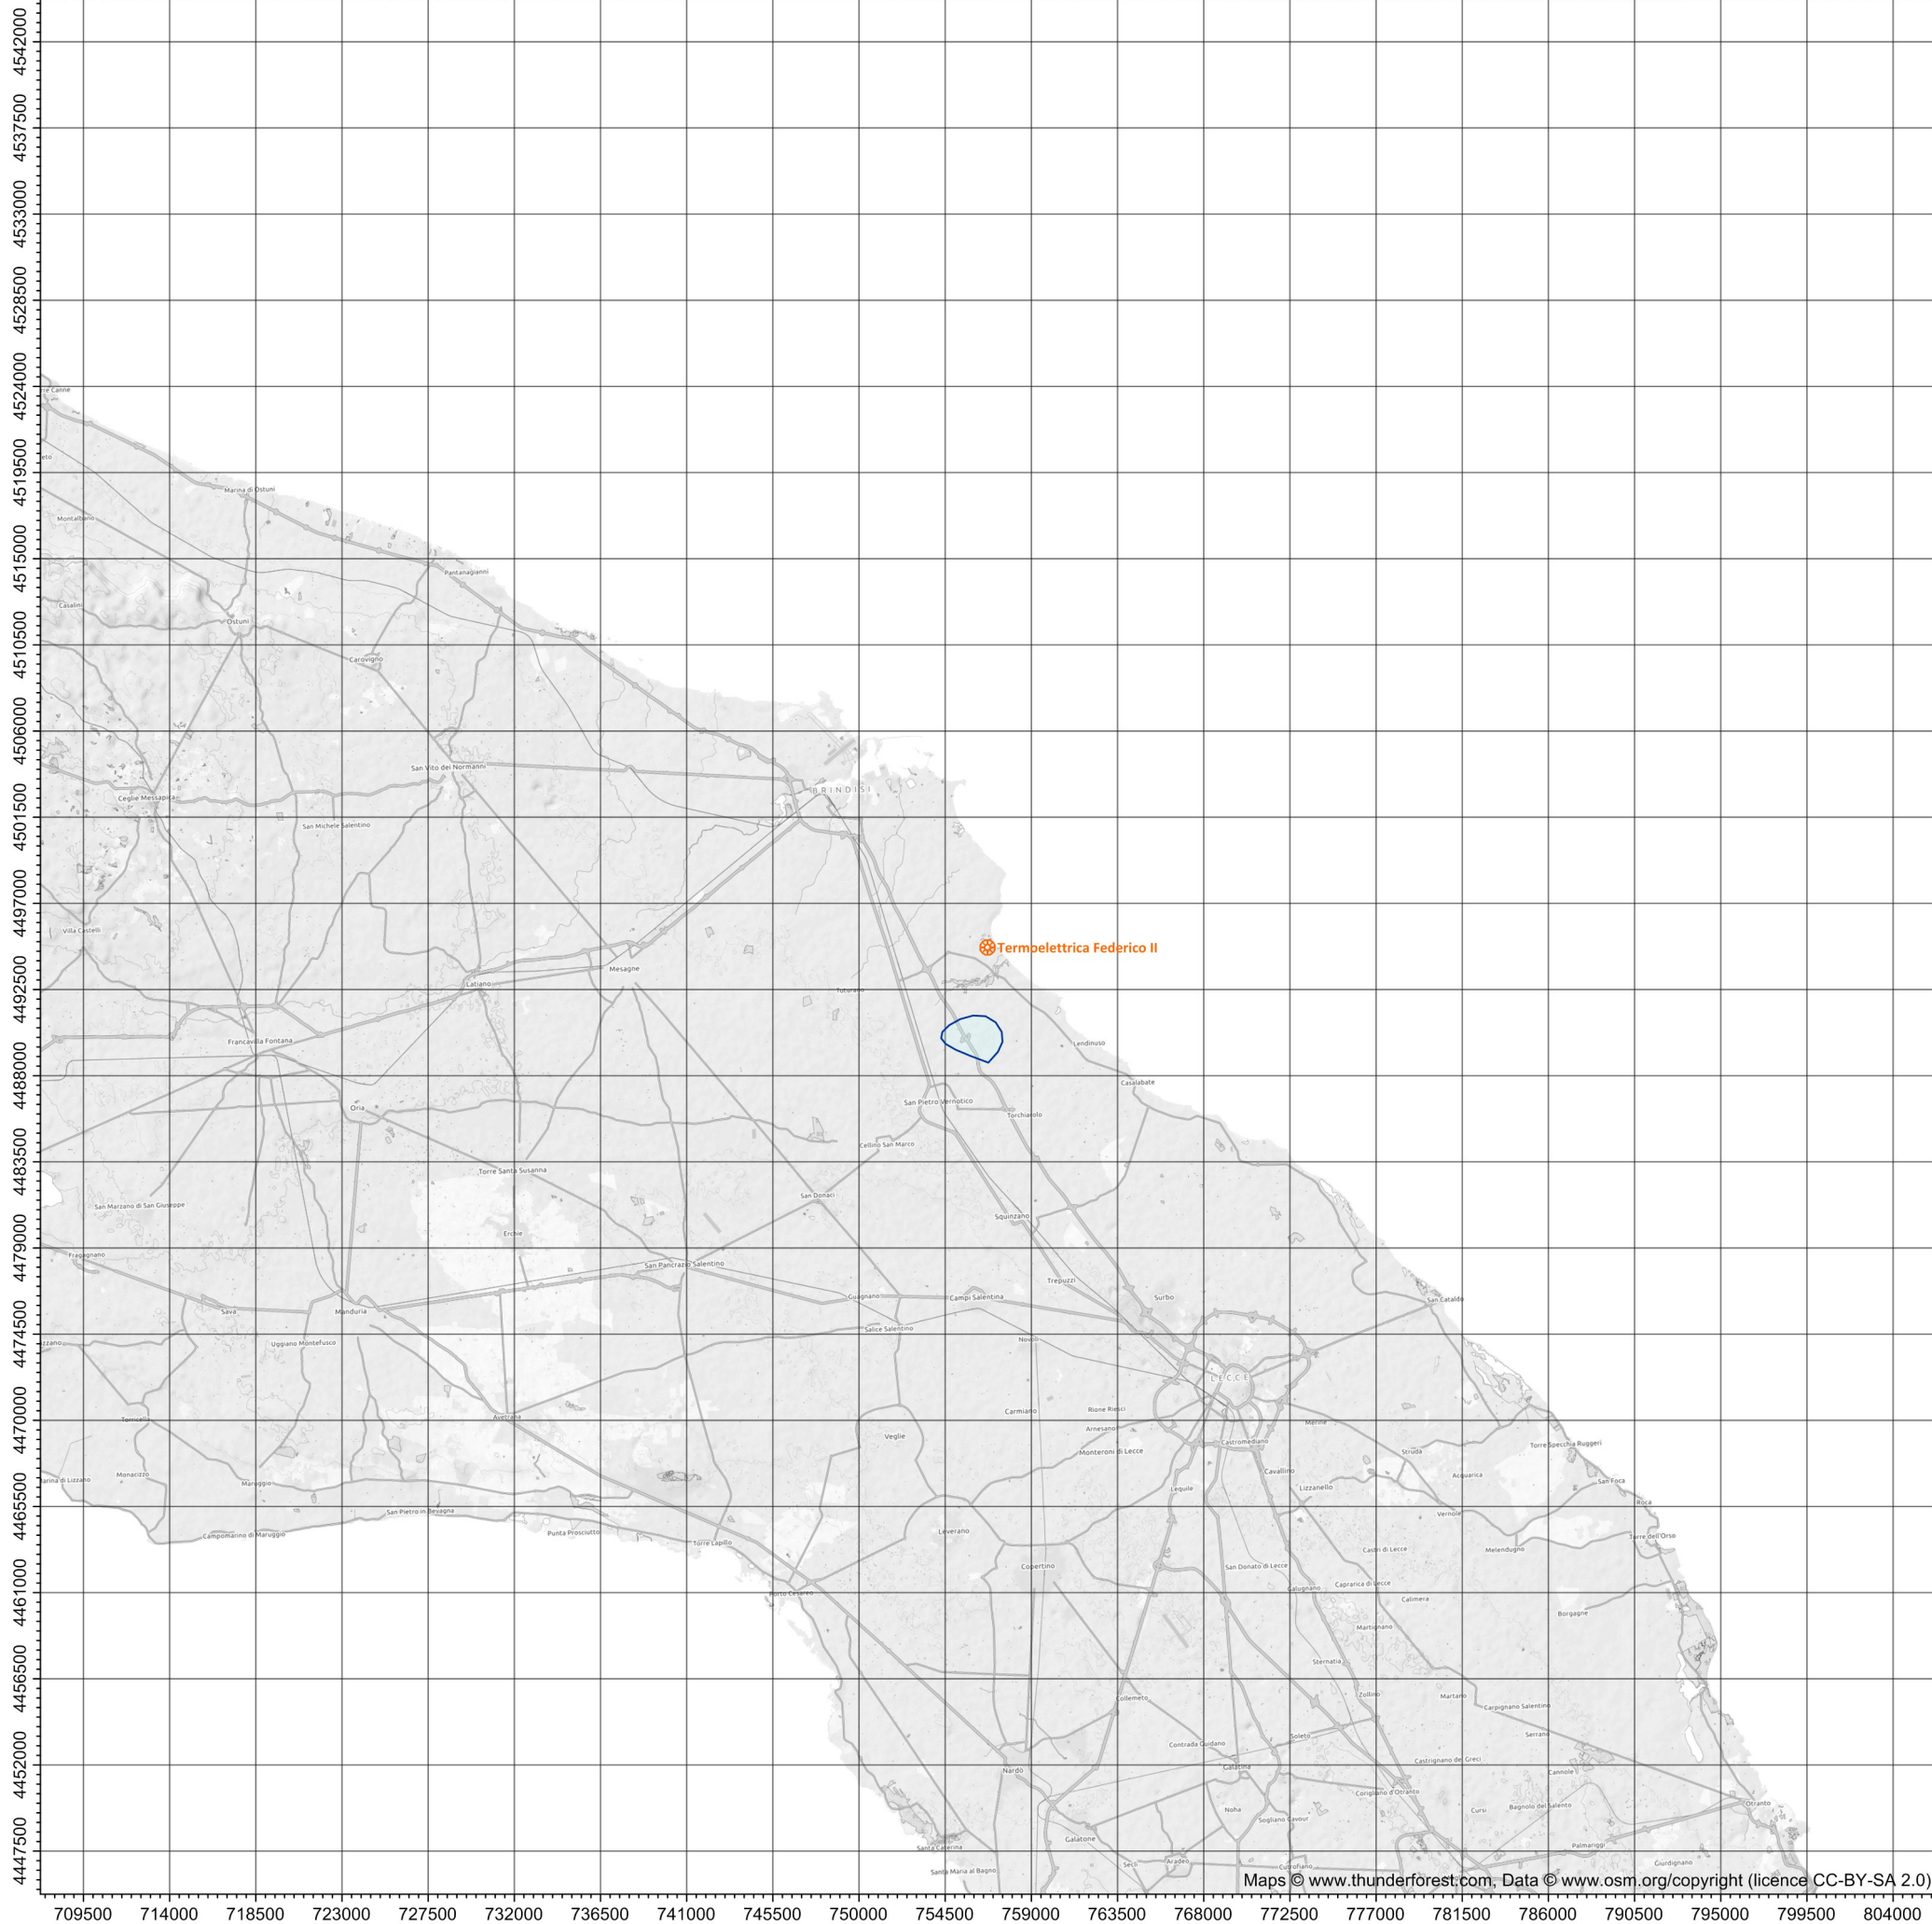 4542000
4537500
4533000
4528500
4524000
4519500
4515000
4510500
4506000
4501500
4497000
4492500
4488000
4483500
4479000
4474500
4470000
4465500
4461000
4456500
4452000
4447500
rre Canne
eto
Marina di Ostuni
Montalbano
Pantanagianni
Casalini
Ostuni
Carovigno
San Vito dei Normanni
BRINDISI
Ceglie Messapica
San Michele Salentino
Villa Castelli
Termoelettrica Federico II
Mesagne
Latiano
Tuturano
Francavilla Fontana
Lendinuso
Casalabate
San Pietro Vernotico
Oria
Torchiarolo
Cellino San Marco
Torre Santa Susanna
San Donaci
San Marzano di San Giuseppe
Squinzano
Erchie
Fragagnano
San Pancrazio Salentino
Trepuzzi
Guagnano
Campi Salentina
Surbo
San Cataldo
Sava
Manduria
Salice Salentino
Novoli
zzano
Uggiano Montefusco
LECCE
Carmiano
Rione Riesci
Torricella
Avetrana
Arnesano
Merine
Veglie
Castromediano
Torre Specchia Ruggeri
Monteroni di Lecce
Strudà
Monacizzo
arina di Lizzano
Cavallino
Acquarica
San Foca
Maruggio
Lequile
Lizzanello
Roca
San Pietro in Bevagna
Vernole
Campomarino di Maruggio
Punta Prosciutto
Leverano
Torre dell'Orso
Torre Lapillo
Castri di Lecce
Melendugno
Copertino
San Donato di Lecce
Porto Cesareo
Galugnano
Caprarica di Lecce
Calimera
Borgagne
Martignano
Sternatia
Collemeto
Zollino
Martano
Carpignano Salentino
Soleto
Serrano
Contrada Guidano
Castrignano de' Greci
Nardò
Galatina
Cannole
Corigliano d'Otranto
Otranto
Noha
Cursi
Bagnolo del Salento
Sogliano Cavour
Galatone
Santa Caterina
Palmariggi
Secli
Aradeo
Cutrofiano
Giurdignano
Santa Maria al Bagno
Maps © www.thunderforest.com, Data © www.osm.org/copyright (licence CC-BY-SA 2.0)
709500 714000 718500 723000 727500 732000 736500 741000 745500 750000 754500 759000 763500 768000 772500 777000 781500 786000 790500 795000 799500 804000